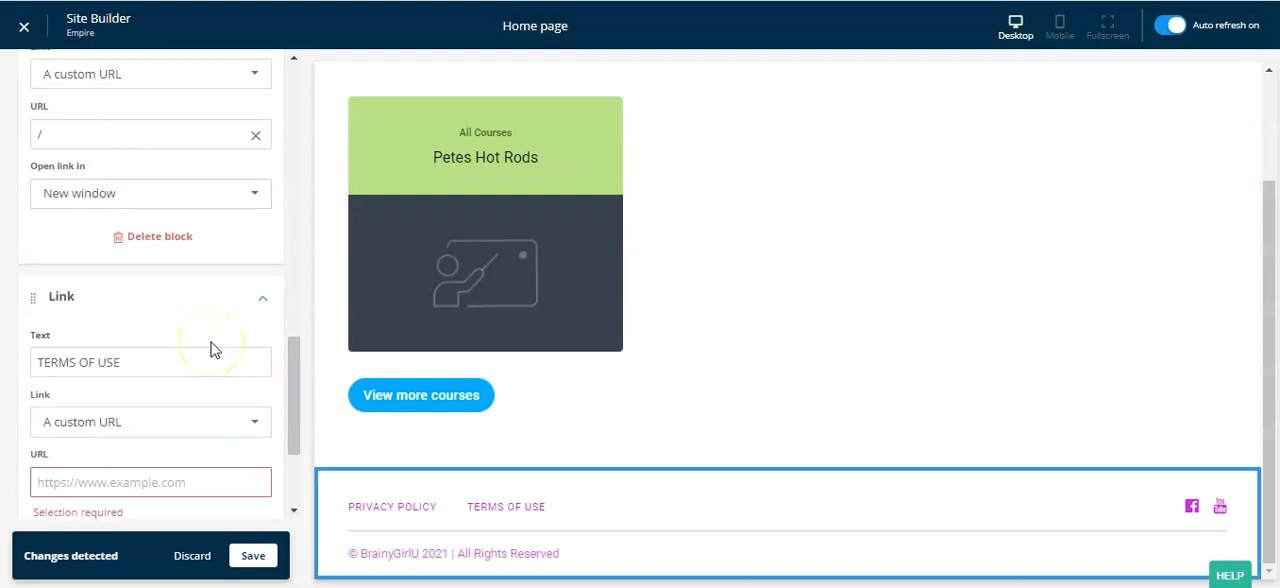 Site Builder
Empire
Home page
Desktop
Mobile
Fullscreen
Auto refresh on
A custom URL
URL
/
Open link in
New window
Delete block
Link
Text
TERMS OF USE
Link
A custom URL
URL
https://www.example.com
Selection required
Changes detected
Discard
Save
All Courses
Petes Hot Rods
View more courses
PRIVACY POLICY
TERMS OF USE
You
Tube
© BrainyGirlU 2021 | All Rights Reserved
HELP